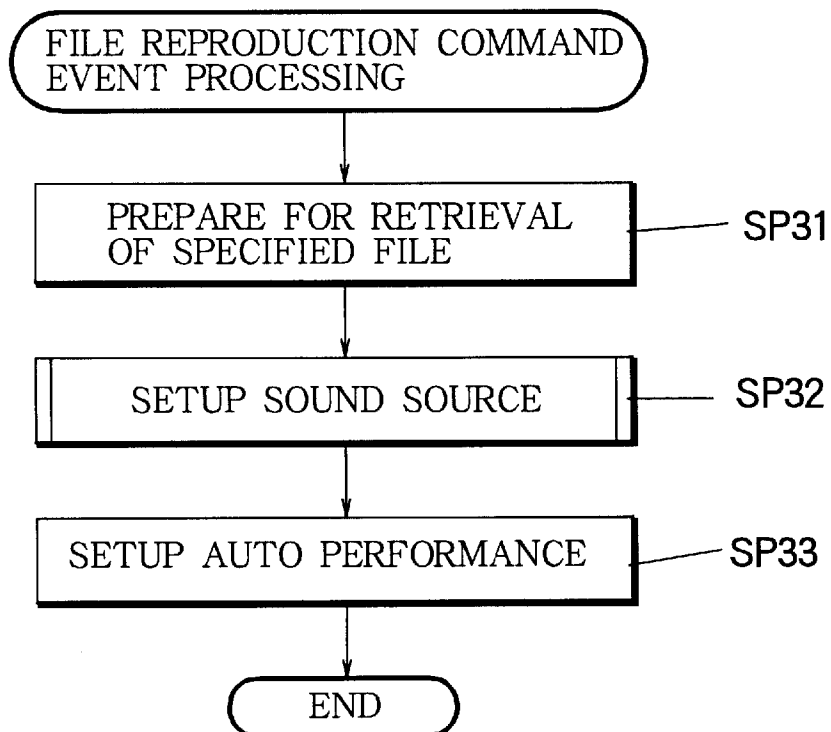 FILE REPRODUCTION COMMAND
EVENT PROCESSING
PREPARE FOR RETRIEVAL
OF SPECIFIED FILE
SP31
SETUP SOUND SOURCE
SP32
SETUP AUTO PERFORMANCE
SP33
END